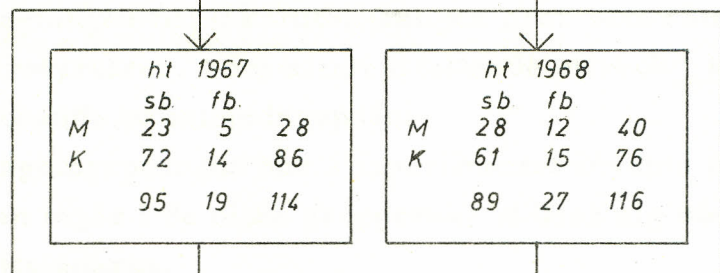 ht 1967
sb. fb.
M 23 5 28
K 72 14 86
95 19 114
ht 1968
sb. fb.
M 28 12 40
K 61 15 76
89 27 116